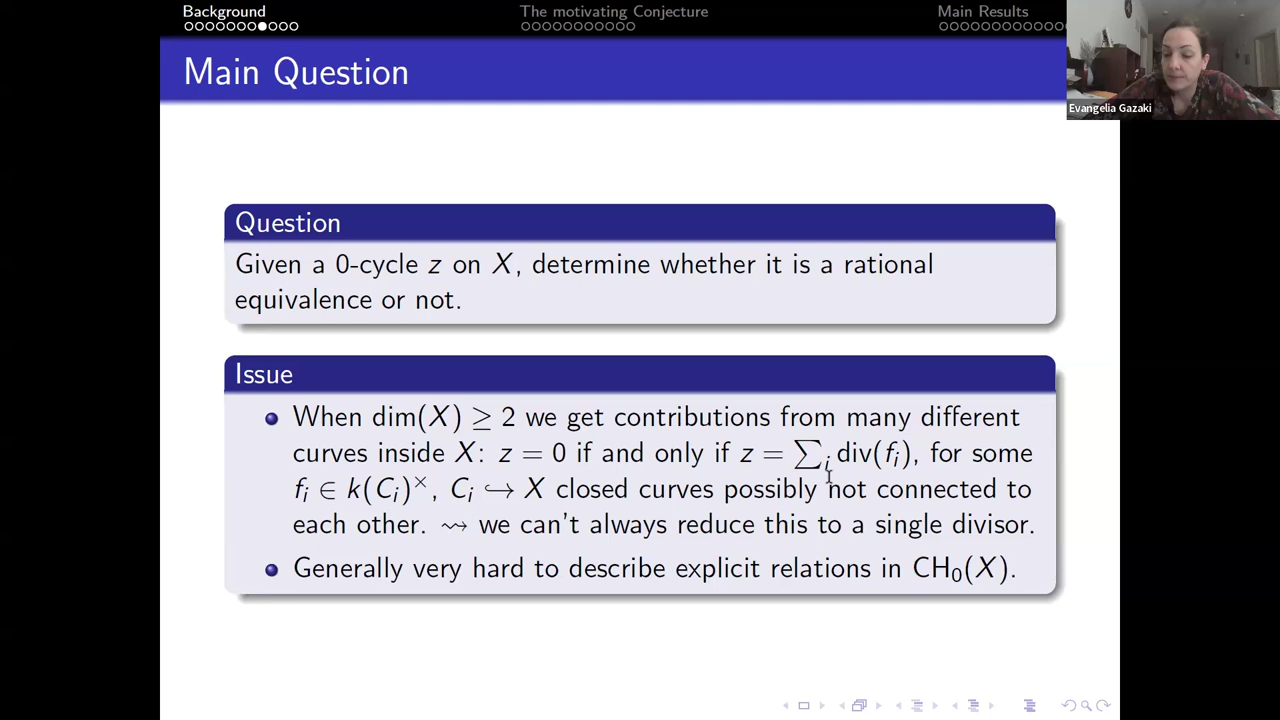 Background The motivating Conjecture Main Results
Main Question
Evangelia Gazaki
Question
Given a 0-cycle z on X, determine whether it is a rational
equivalence or not.
Issue
When dim(X) ≥ 2 we get contributions from many different
curves inside X: z = 0 if and only if z = ∑ᵢ div(fᵢ), for some
fᵢ ∈ k(Cᵢ)×, Cᵢ ↪ X closed curves possibly not connected to
each other. ⇝ we can't always reduce this to a single divisor.
Generally very hard to describe explicit relations in CH₀(X).